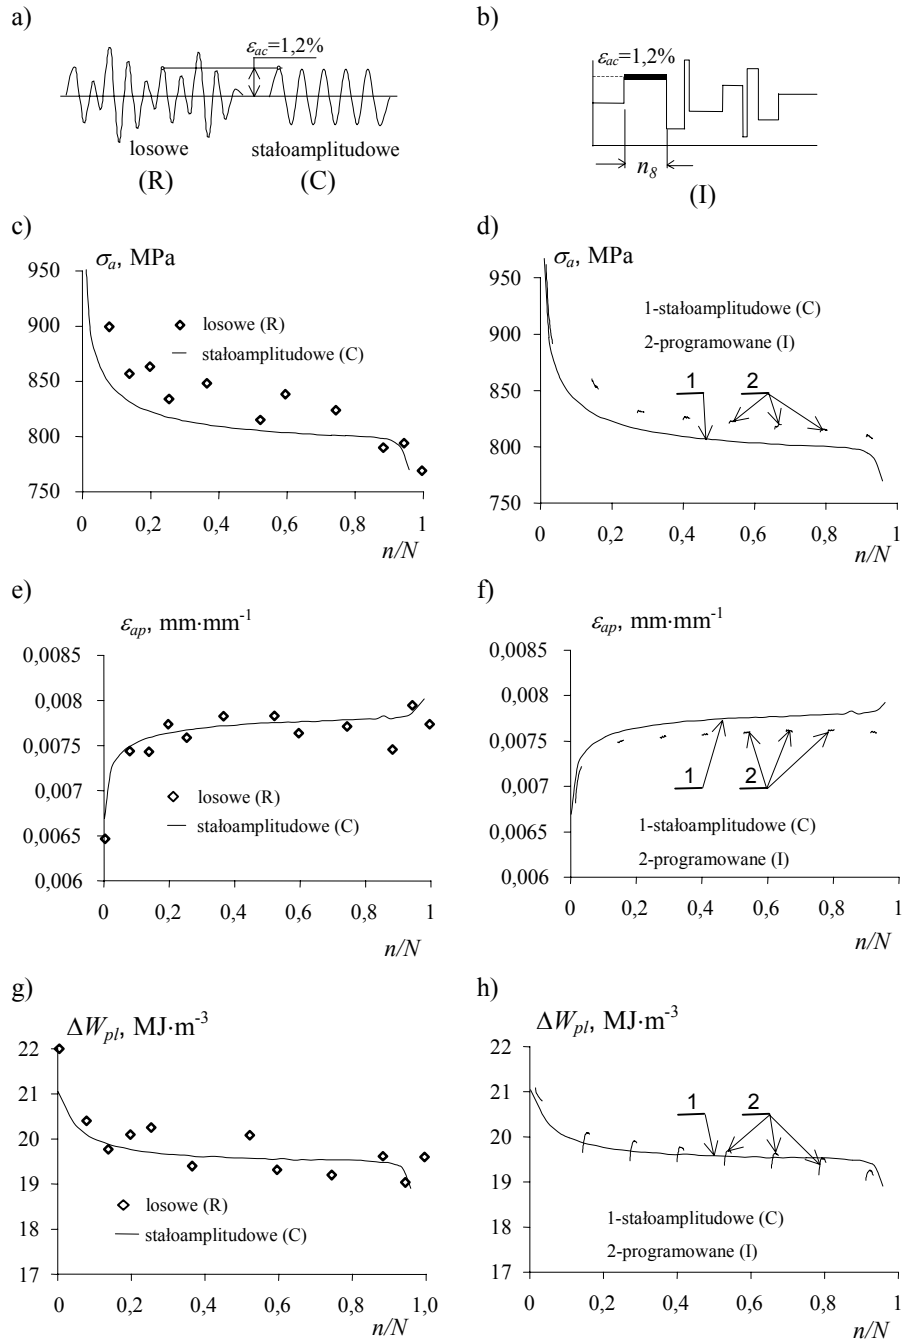 a)
εac=1,2%
losowe
stałoamplitudowe
(R)
(C)
b)
εac=1,2%
n8
(I)
c)
σa, MPa
950
900
850
800
750
losowe (R)
stałoamplitudowe (C)
0
0,2
0,4
0,6
0,8
1
n/N
d)
σa, MPa
950
900
850
800
750
1-stałoamplitudowe (C)
2-programowane (I)
1
2
0
0,2
0,4
0,6
0,8
1
n/N
e)
εap, mm·mm-1
0,0085
0,008
0,0075
0,007
0,0065
0,006
losowe (R)
stałoamplitudowe (C)
0
0,2
0,4
0,6
0,8
1
n/N
f)
εap, mm·mm-1
0,0085
0,008
0,0075
0,007
0,0065
0,006
1
2
1-stałoamplitudowe (C)
2-programowane (I)
0
0,2
0,4
0,6
0,8
1
n/N
g)
ΔWpl, MJ·m-3
22
21
20
19
18
17
losowe (R)
stałoamplitudowe (C)
0
0,2
0,4
0,6
0,8
1,0
n/N
h)
ΔWpl, MJ·m-3
22
21
20
19
18
17
1
2
1-stałoamplitudowe (C)
2-programowane (I)
0
0,2
0,4
0,6
0,8
1
n/N